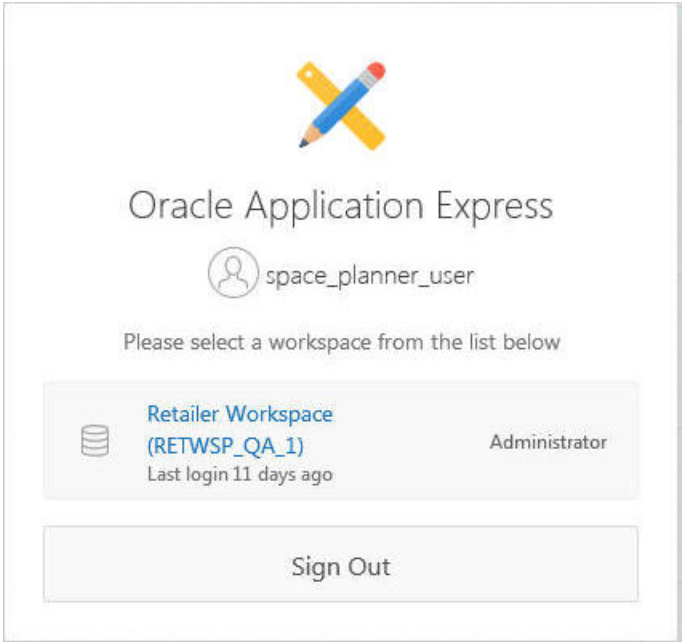 Oracle Application Express
space_planner_user
Please select a workspace from the list below
Retailer Workspace
(RETWSP_QA_1)
Administrator
Last login 11 days ago
Sign Out